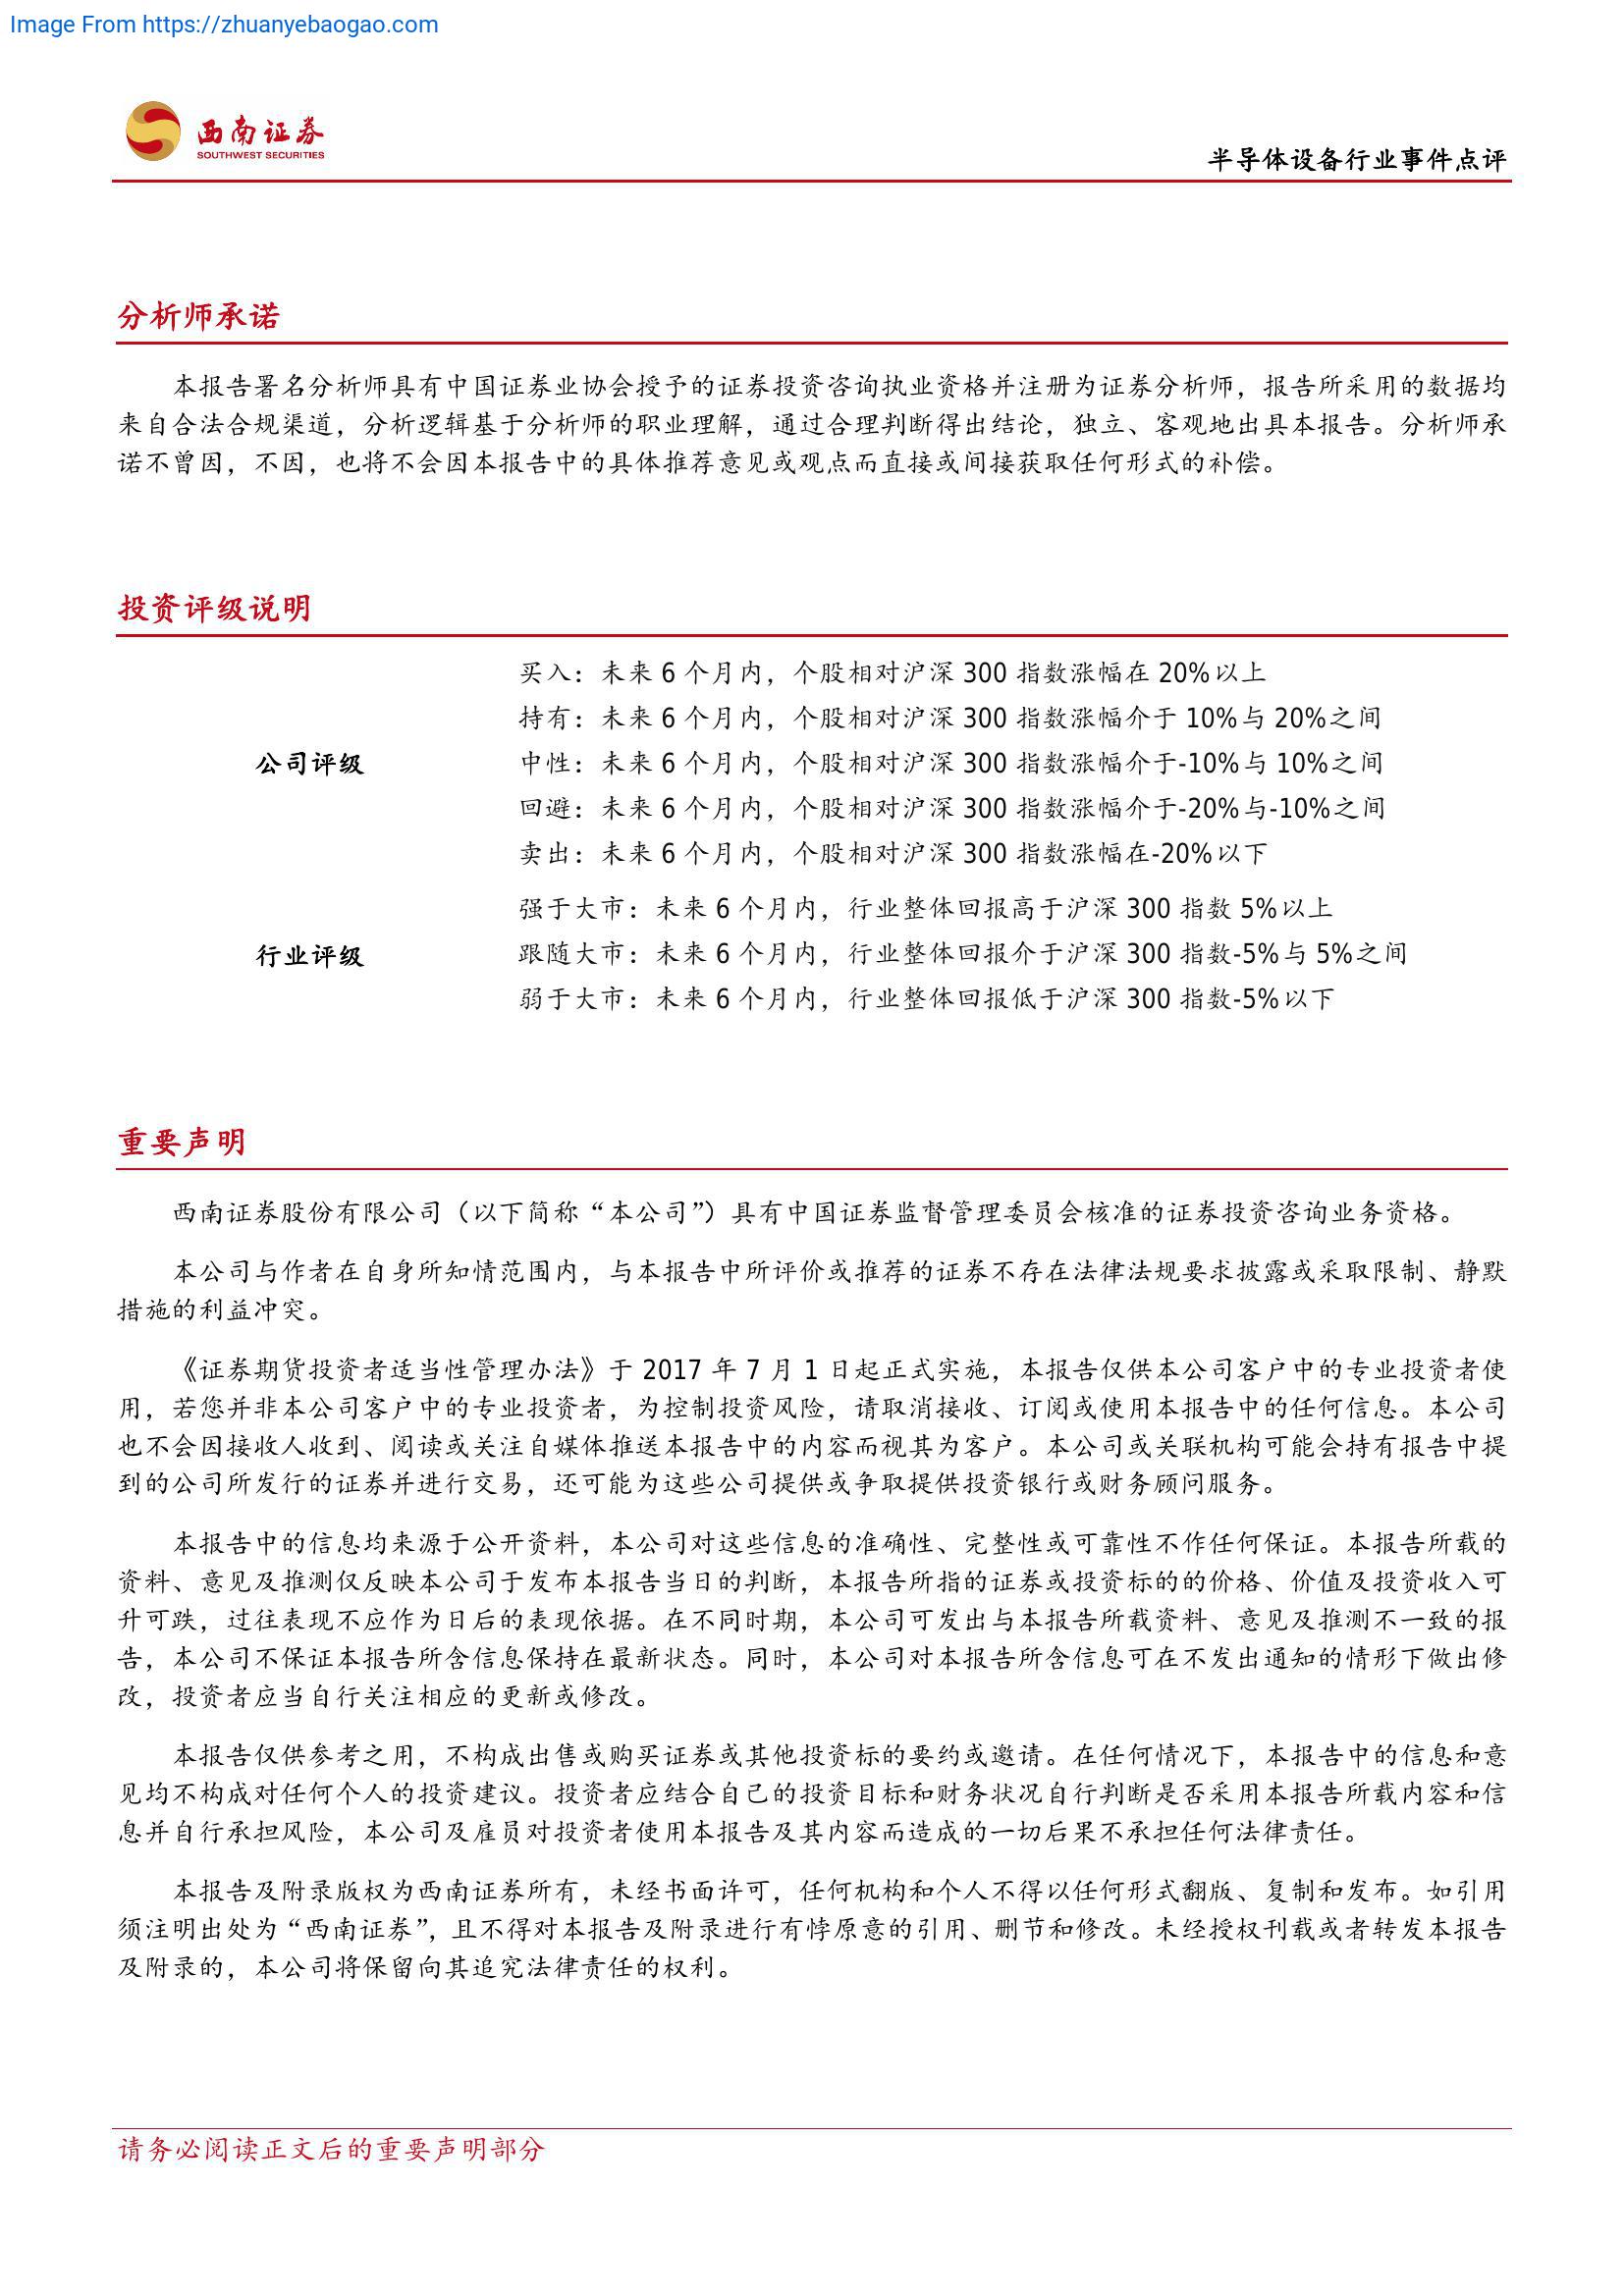 Image From https://zhuanyebaogao.com
西南证券
SOUTHWEST SECURITIES
半导体设备行业事件点评
分析师承诺
本报告署名分析师具有中国证券业协会授予的证券投资咨询执业资格并注册为证券分析师，报告所采用的数据均
来自合法合规渠道，分析逻辑基于分析师的职业理解，通过合理判断得出结论，独立、客观地出具本报告。分析师承
诺不曾因，不因，也将不会因本报告中的具体推荐意见或观点而直接或间接获取任何形式的补偿。
投资评级说明
公司评级
买入：未来 6 个月内，个股相对沪深 300 指数涨幅在 20%以上
持有：未来 6 个月内，个股相对沪深 300 指数涨幅介于 10%与 20%之间
中性：未来 6 个月内，个股相对沪深 300 指数涨幅介于-10%与 10%之间
回避：未来 6 个月内，个股相对沪深 300 指数涨幅介于-20%与-10%之间
卖出：未来 6 个月内，个股相对沪深 300 指数涨幅在-20%以下
行业评级
强于大市：未来 6 个月内，行业整体回报高于沪深 300 指数 5%以上
跟随大市：未来 6 个月内，行业整体回报介于沪深 300 指数-5%与 5%之间
弱于大市：未来 6 个月内，行业整体回报低于沪深 300 指数-5%以下
重要声明
西南证券股份有限公司（以下简称“本公司”）具有中国证券监督管理委员会核准的证券投资咨询业务资格。
本公司与作者在自身所知情范围内，与本报告中所评价或推荐的证券不存在法律法规要求披露或采取限制、静默
措施的利益冲突。
《证券期货投资者适当性管理办法》于 2017 年 7 月 1 日起正式实施，本报告仅供本公司客户中的专业投资者使
用，若您并非本公司客户中的专业投资者，为控制投资风险，请取消接收、订阅或使用本报告中的任何信息。本公司
也不会因接收人收到、阅读或关注自媒体推送本报告中的内容而视其为客户。本公司或关联机构可能会持有报告中提
到的公司所发行的证券并进行交易，还可能为这些公司提供或争取提供投资银行或财务顾问服务。
本报告中的信息均来源于公开资料，本公司对这些信息的准确性、完整性或可靠性不作任何保证。本报告所载的
资料、意见及推测仅反映本公司于发布本报告当日的判断，本报告所指的证券或投资标的的价格、价值及投资收入可
升可跌，过往表现不应作为日后的表现依据。在不同时期，本公司可发出与本报告所载资料、意见及推测不一致的报
告，本公司不保证本报告所含信息保持在最新状态。同时，本公司对本报告所含信息可在不发出通知的情形下做出修
改，投资者应当自行关注相应的更新或修改。
本报告仅供参考之用，不构成出售或购买证券或其他投资标的要约或邀请。在任何情况下，本报告中的信息和意
见均不构成对任何个人的投资建议。投资者应结合自己的投资目标和财务状况自行判断是否采用本报告所载内容和信
息并自行承担风险，本公司及雇员对投资者使用本报告及其内容而造成的一切后果不承担任何法律责任。
本报告及附录版权为西南证券所有，未经书面许可，任何机构和个人不得以任何形式翻版、复制和发布。如引用
须注明出处为“西南证券”，且不得对本报告及附录进行有悖原意的引用、删节和修改。未经授权刊载或者转发本报告
及附录的，本公司将保留向其追究法律责任的权利。
请务必阅读正文后的重要声明部分